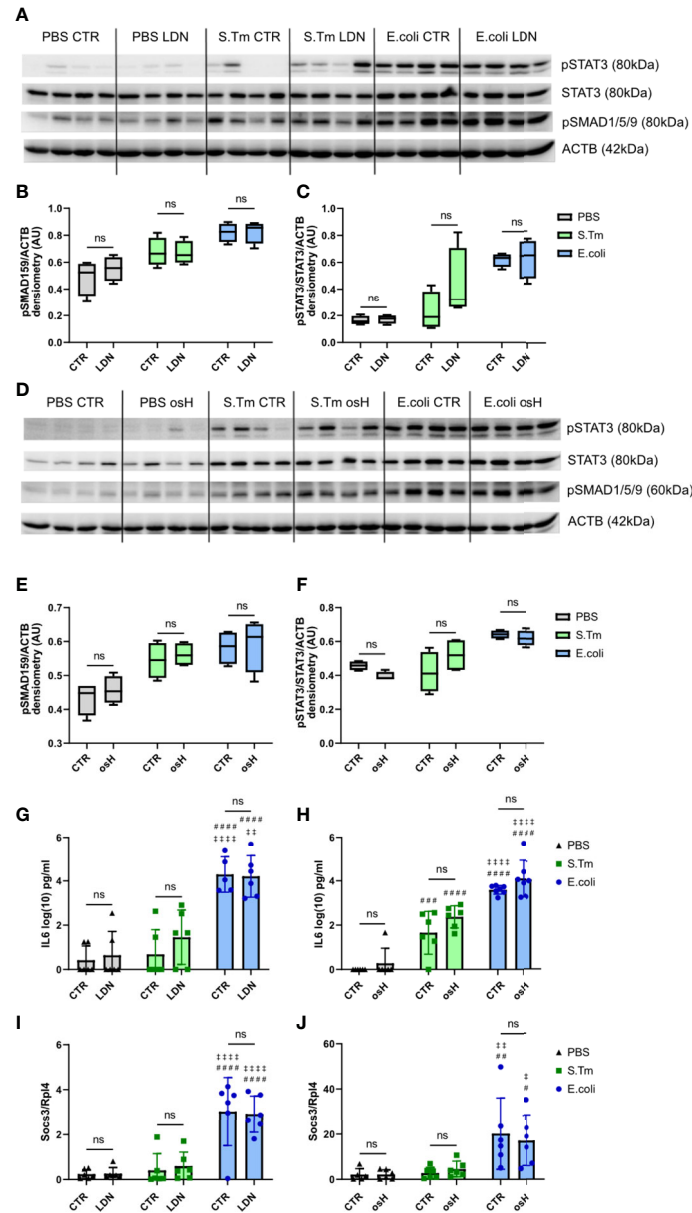 A
PBS CTR PBS LDN S.Tm CTR S.Tm LDN E.coli CTR E.coli LDN
pSTAT3 (80kDa)
STAT3 (80kDa)
pSMAD1/5/9 (80kDa)
ACTB (42kDa)
B
pSMAD159/ACTB
densiometry (AU)
1.0
0.8
0.6
0.4
0.2
0.0
ns ns ns
CTR LDN CTR LDN CTR LDN
C
pSTAT3/STAT3/ACTB
densiometry (AU)
1.0
0.8
0.6
0.4
0.2
0.0
ns ns ns
CTR LDN CTR LDN CTR LDN
PBS
S.Tm
E.coli
D
PBS CTR PBS osH S.Tm CTR S.Tm osH E.coli CTR E.coli osH
pSTAT3 (80kDa)
STAT3 (80kDa)
pSMAD1/5/9 (60kDa)
ACTB (42kDa)
E
pSMAD159/ACTB
densiometry (AU)
0.7
0.6
0.5
0.4
0.3
ns ns ns
CTR osH CTR osH CTR osH
F
pSTAT3/STAT3/ACTB
densiometry (AU)
0.8
0.6
0.4
0.2
0.0
ns ns ns
CTR osH CTR osH CTR osH
PBS
S.Tm
E.coli
G
IL6 log(10) pg/ml
6
4
2
0
ns ns ns
#### ####
‡‡‡‡ ‡‡
CTR LDN CTR LDN CTR LDN
H
IL6 log(10) pg/ml
6
4
2
0
ns ns ns
### ####
‡‡‡‡ ‡‡‡‡
#### ####
CTR osH CTR osH CTR osH
PBS
S.Tm
E.coli
I
Socs3/Rpl4
6
4
2
0
ns ns ns
‡‡‡‡ ‡‡‡‡
#### ####
CTR LDN CTR LDN CTR LDN
J
Socs3/Rpl4
60
40
20
0
ns ns ns
‡‡ ‡
## #
CTR osH CTR osH CTR osH
PBS
S.Tm
E.coli